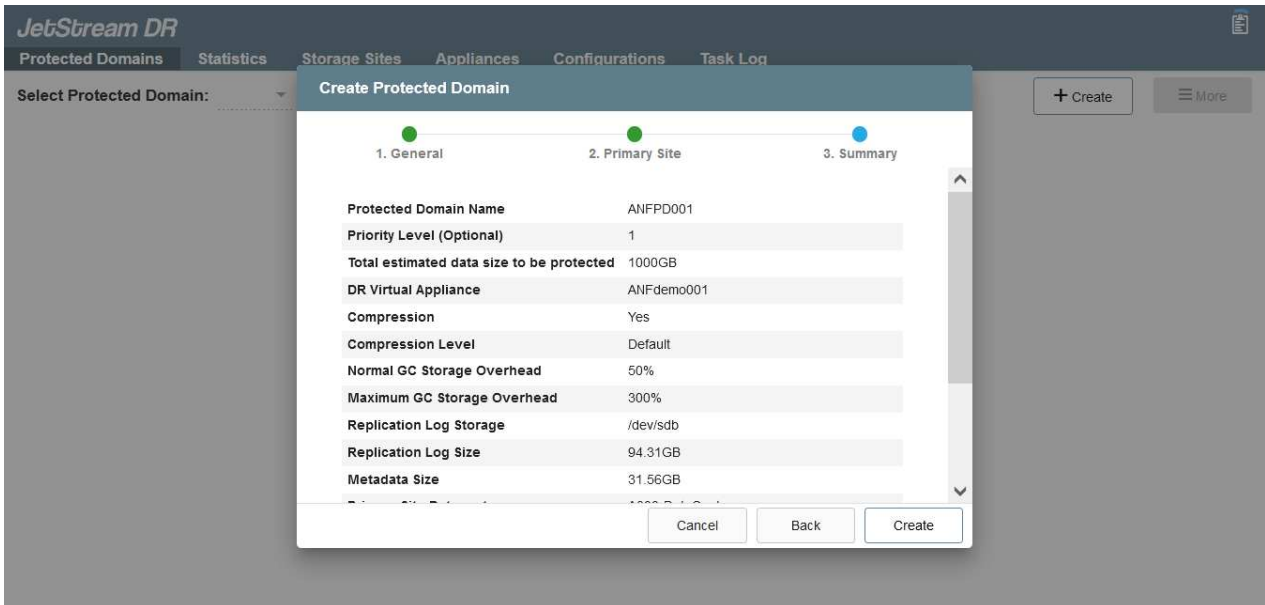 JetStream DR
Protected Domains Statistics Storage Sites Appliances Configurations Task Log
Select Protected Domain:
+ Create
More
Create Protected Domain
1. General 2. Primary Site 3. Summary
Protected Domain Name ANFPD001
Priority Level (Optional) 1
Total estimated data size to be protected 1000GB
DR Virtual Appliance ANFdemo001
Compression Yes
Compression Level Default
Normal GC Storage Overhead 50%
Maximum GC Storage Overhead 300%
Replication Log Storage /dev/sdb
Replication Log Size 94.31GB
Metadata Size 31.56GB
Cancel Back Create